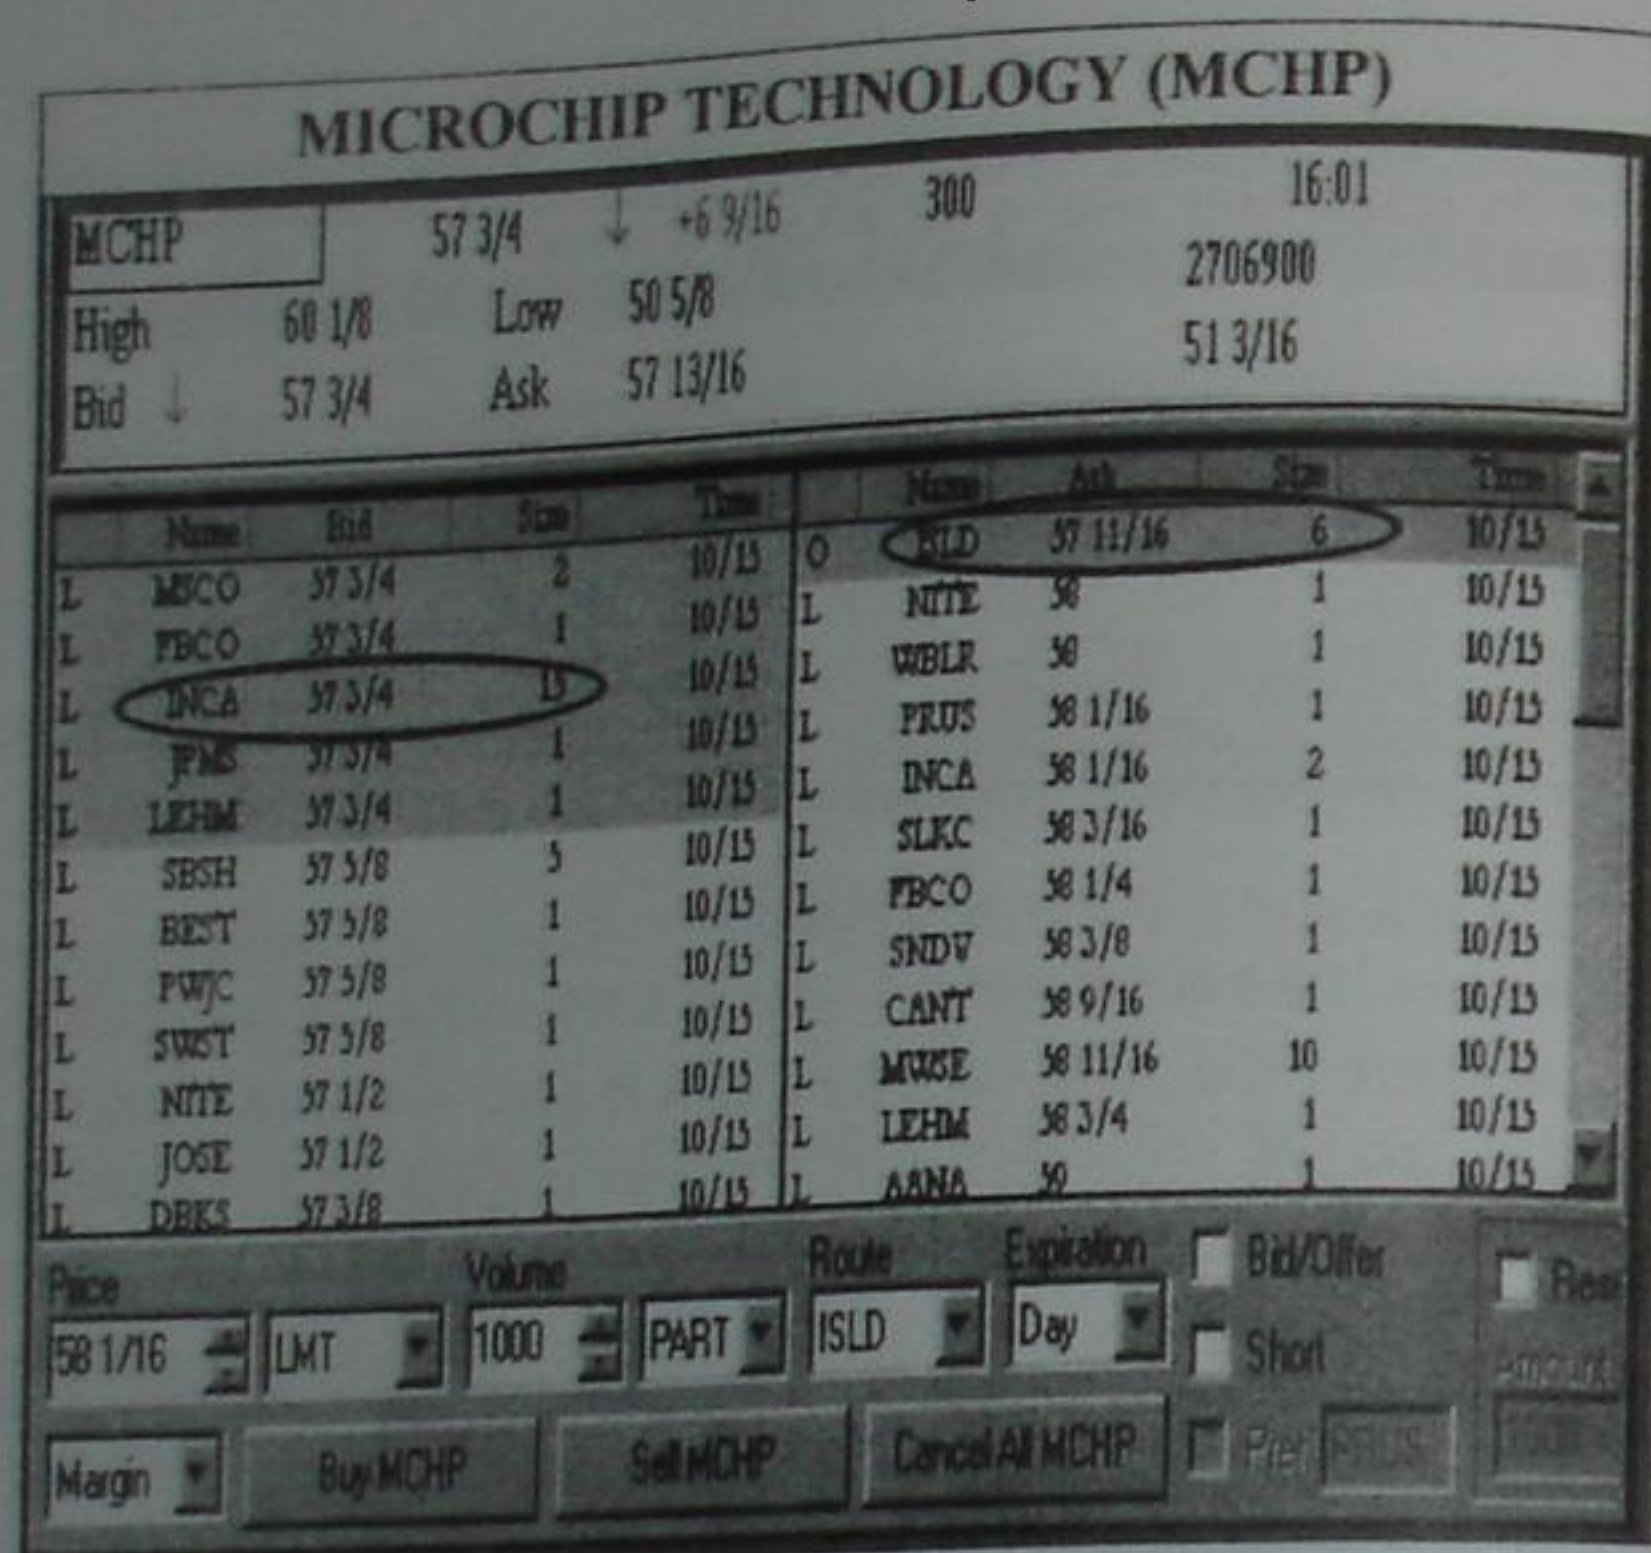 MICROCHIP TECHNOLOGY (MCHP)
MCHP 57 3/4 ↓ +6 9/16 300 16:01
High 60 1/8 Low 50 5/8 2706900
Bid ↓ 57 3/4 Ask 57 13/16 51 3/16
Name Bid Size Time Name Ask Size Time
L MSCO 57 3/4 2 10/15 O ISLD 57 11/16 6 10/15
L FBCO 57 3/4 1 10/15 L NITE 58 1 10/15
L INCA 57 3/4 15 10/15 L WBLR 58 1 10/15
L JPMS 57 3/4 1 10/15 L PRUS 58 1/16 1 10/15
L LEHM 57 3/4 1 10/15 L INCA 58 1/16 2 10/15
L SBSH 57 5/8 5 10/15 L SLKC 58 3/16 1 10/15
L BEST 57 5/8 1 10/15 L FBCO 58 1/4 1 10/15
L PWJC 57 5/8 1 10/15 L SNDV 58 3/8 1 10/15
L SWST 57 5/8 1 10/15 L CANT 58 9/16 1 10/15
L NITE 57 1/2 1 10/15 L MWSE 58 11/16 10 10/15
L JOSE 57 1/2 1 10/15 L LEHM 58 3/4 1 10/15
L DBKS 57 3/8 1 10/15 L AANA 59 1 10/15
Price Volume Route Expiration Bid/Offer
58 1/16 LMT 1000 PART ISLD Day Short
Margin Buy MCHP Sell MCHP Cancel All MCHP Pref PRUS